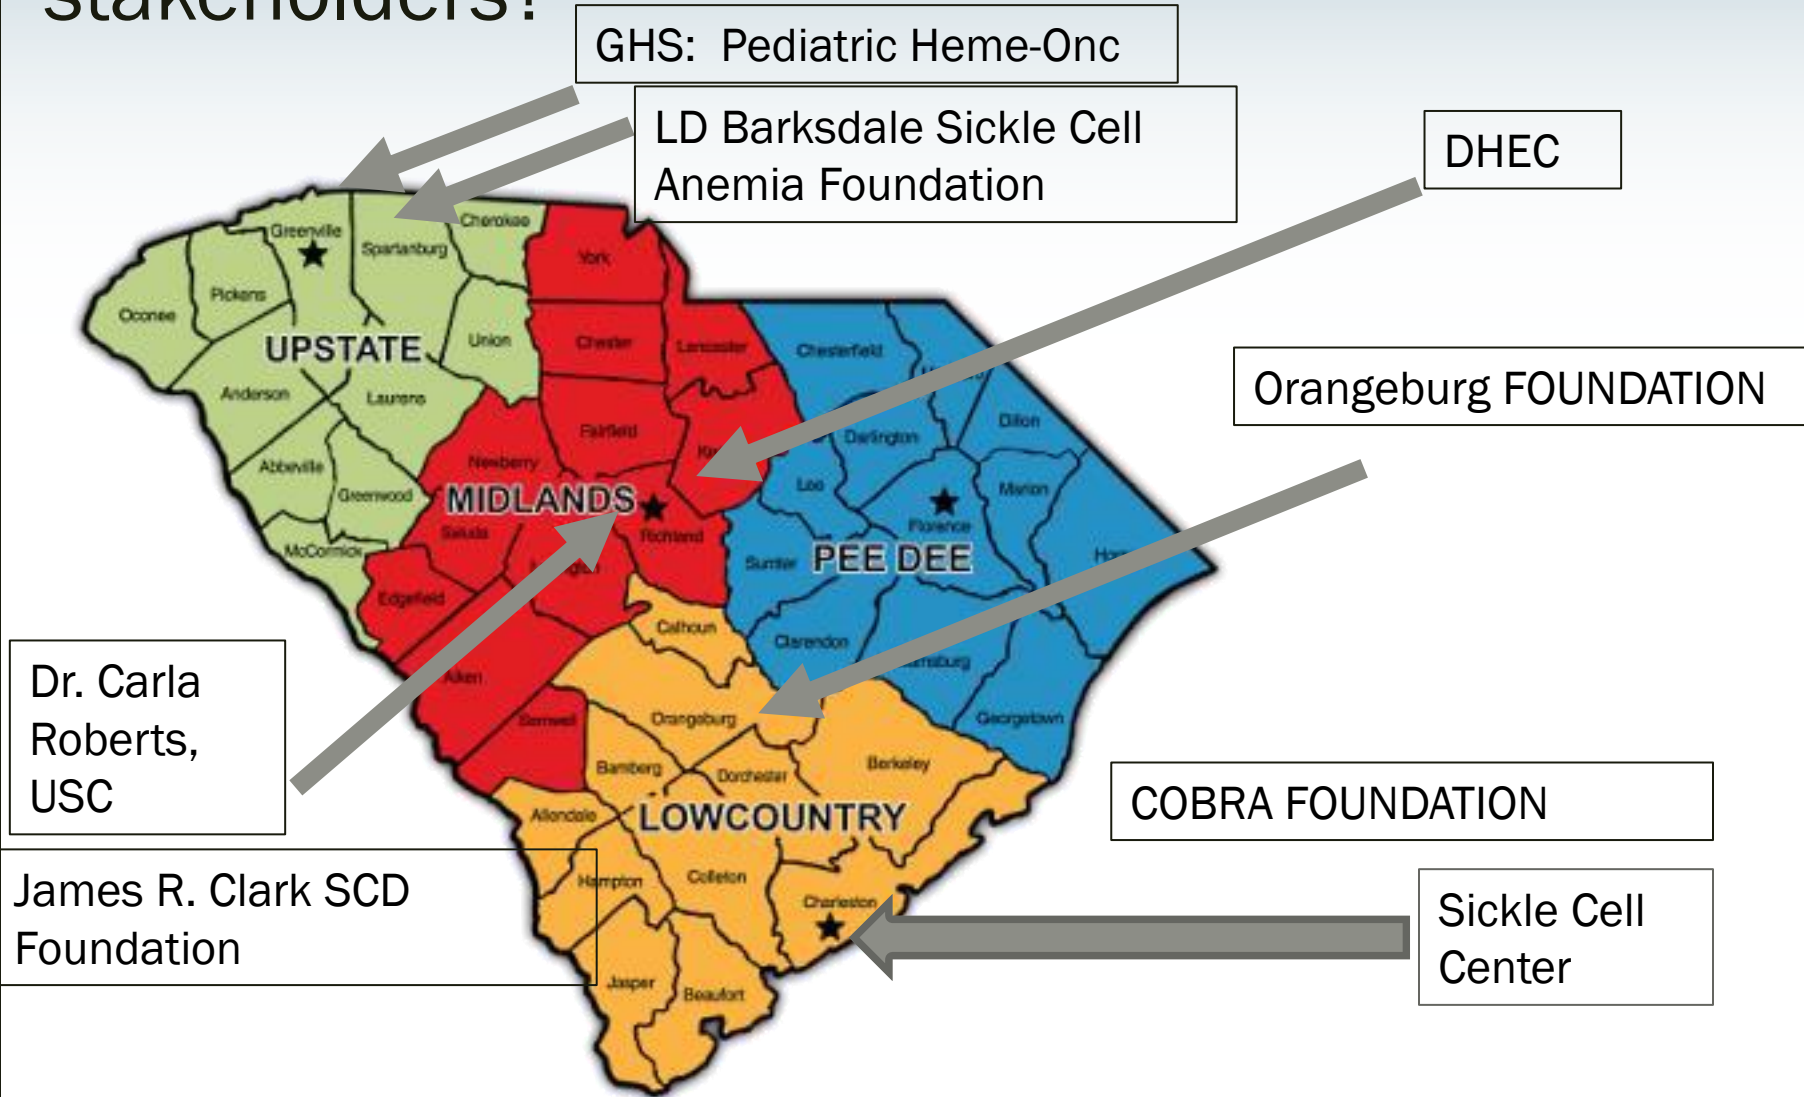 stakeholders?
GHS: Pediatric Heme-Onc
LD Barksdale Sickle Cell
Anemia Foundation
DHEC
Orangeburg FOUNDATION
Dr. Carla
Roberts,
USC
James R. Clark SCD
Foundation
COBRA FOUNDATION
Sickle Cell
Center
Greenville
Spartanburg
Cherokee
Pickens
Oconee
UPSTATE
Union
Anderson
Laurens
Abbeville
Greenwood
McCormick
York
Chester
Lancaster
Fairfield
Newberry
MIDLANDS
Saluda
Richland
Edgefield
Aiken
Barnwell
Chesterfield
Darlington
Dillon
Lee
Marion
Florence
Sumter
PEE DEE
Clarendon
Georgetown
Calhoun
Orangeburg
Bamberg
Dorchester
Berkeley
Allendale
LOWCOUNTRY
Hampton
Colleton
Charleston
Jasper
Beaufort